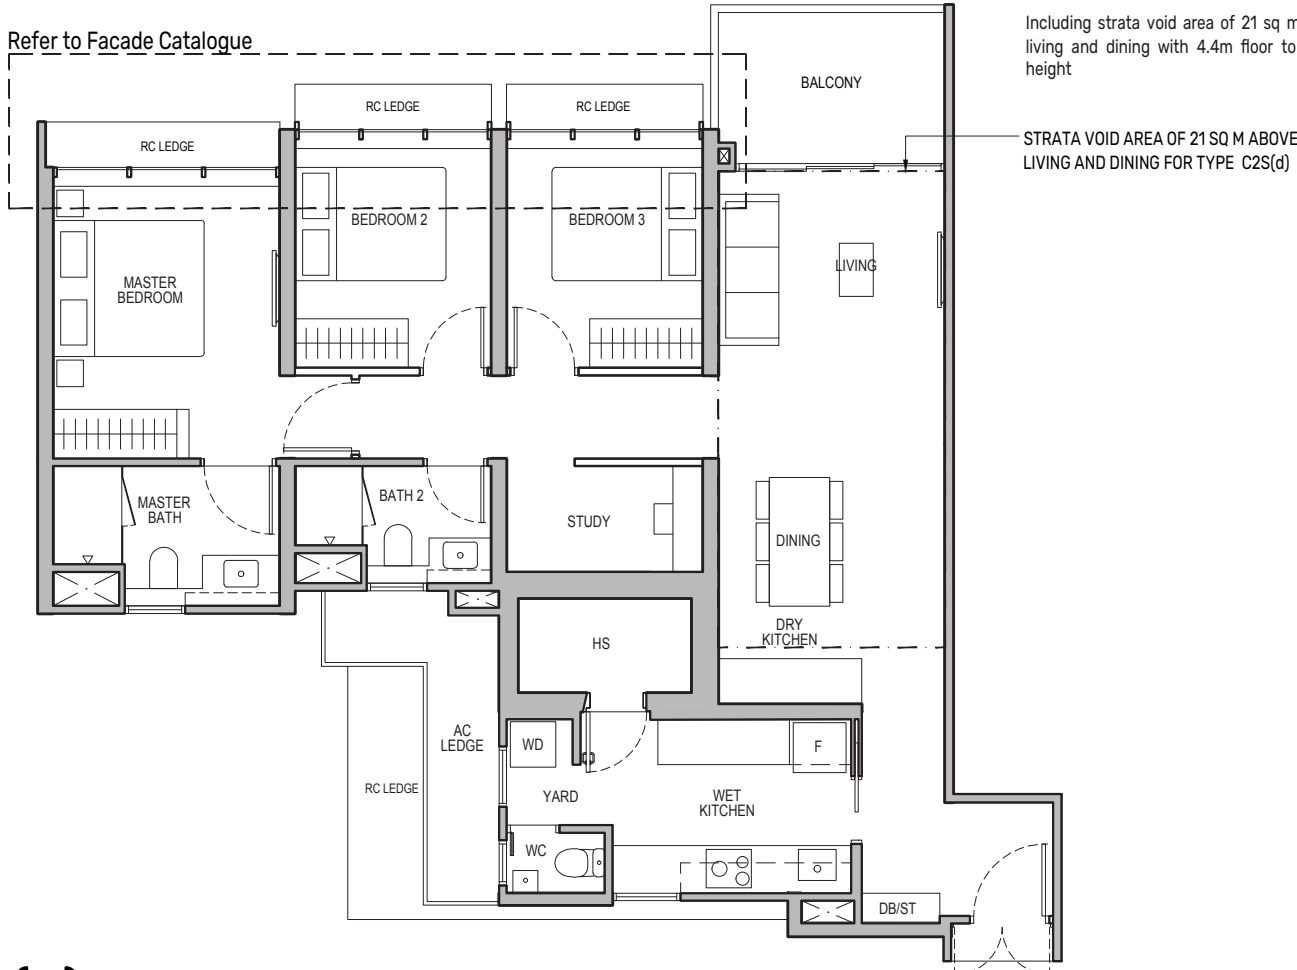 Refer to Facade Catalogue
Including strata void area of 21 sq m
living and dining with 4.4m floor to
height
BALCONY
RC LEDGE
RC LEDGE
RC LEDGE
STRATA VOID AREA OF 21 SQ M ABOVE
LIVING AND DINING FOR TYPE C2S(d)
BEDROOM 2
BEDROOM 3
LIVING
MASTER
BEDROOM
MASTER
BATH
BATH 2
STUDY
DINING
DRY
KITCHEN
HS
AC
LEDGE
WD
F
RC LEDGE
YARD
WET
KITCHEN
WC
DB/ST